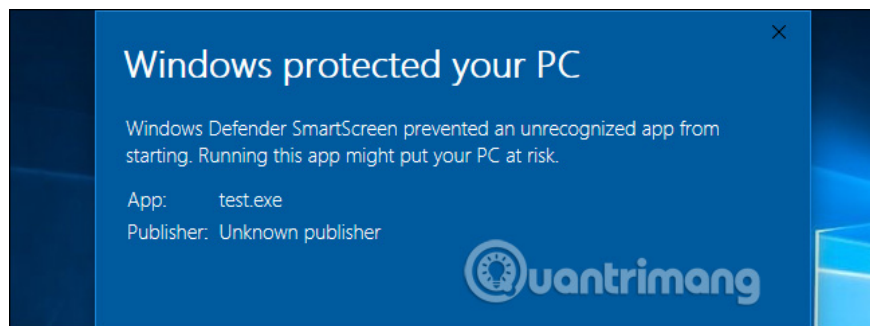 Windows protected your PC
Windows Defender SmartScreen prevented an unrecognized app from
starting. Running this app might put your PC at risk.
App: test.exe
Publisher: Unknown publisher
Quantrimang